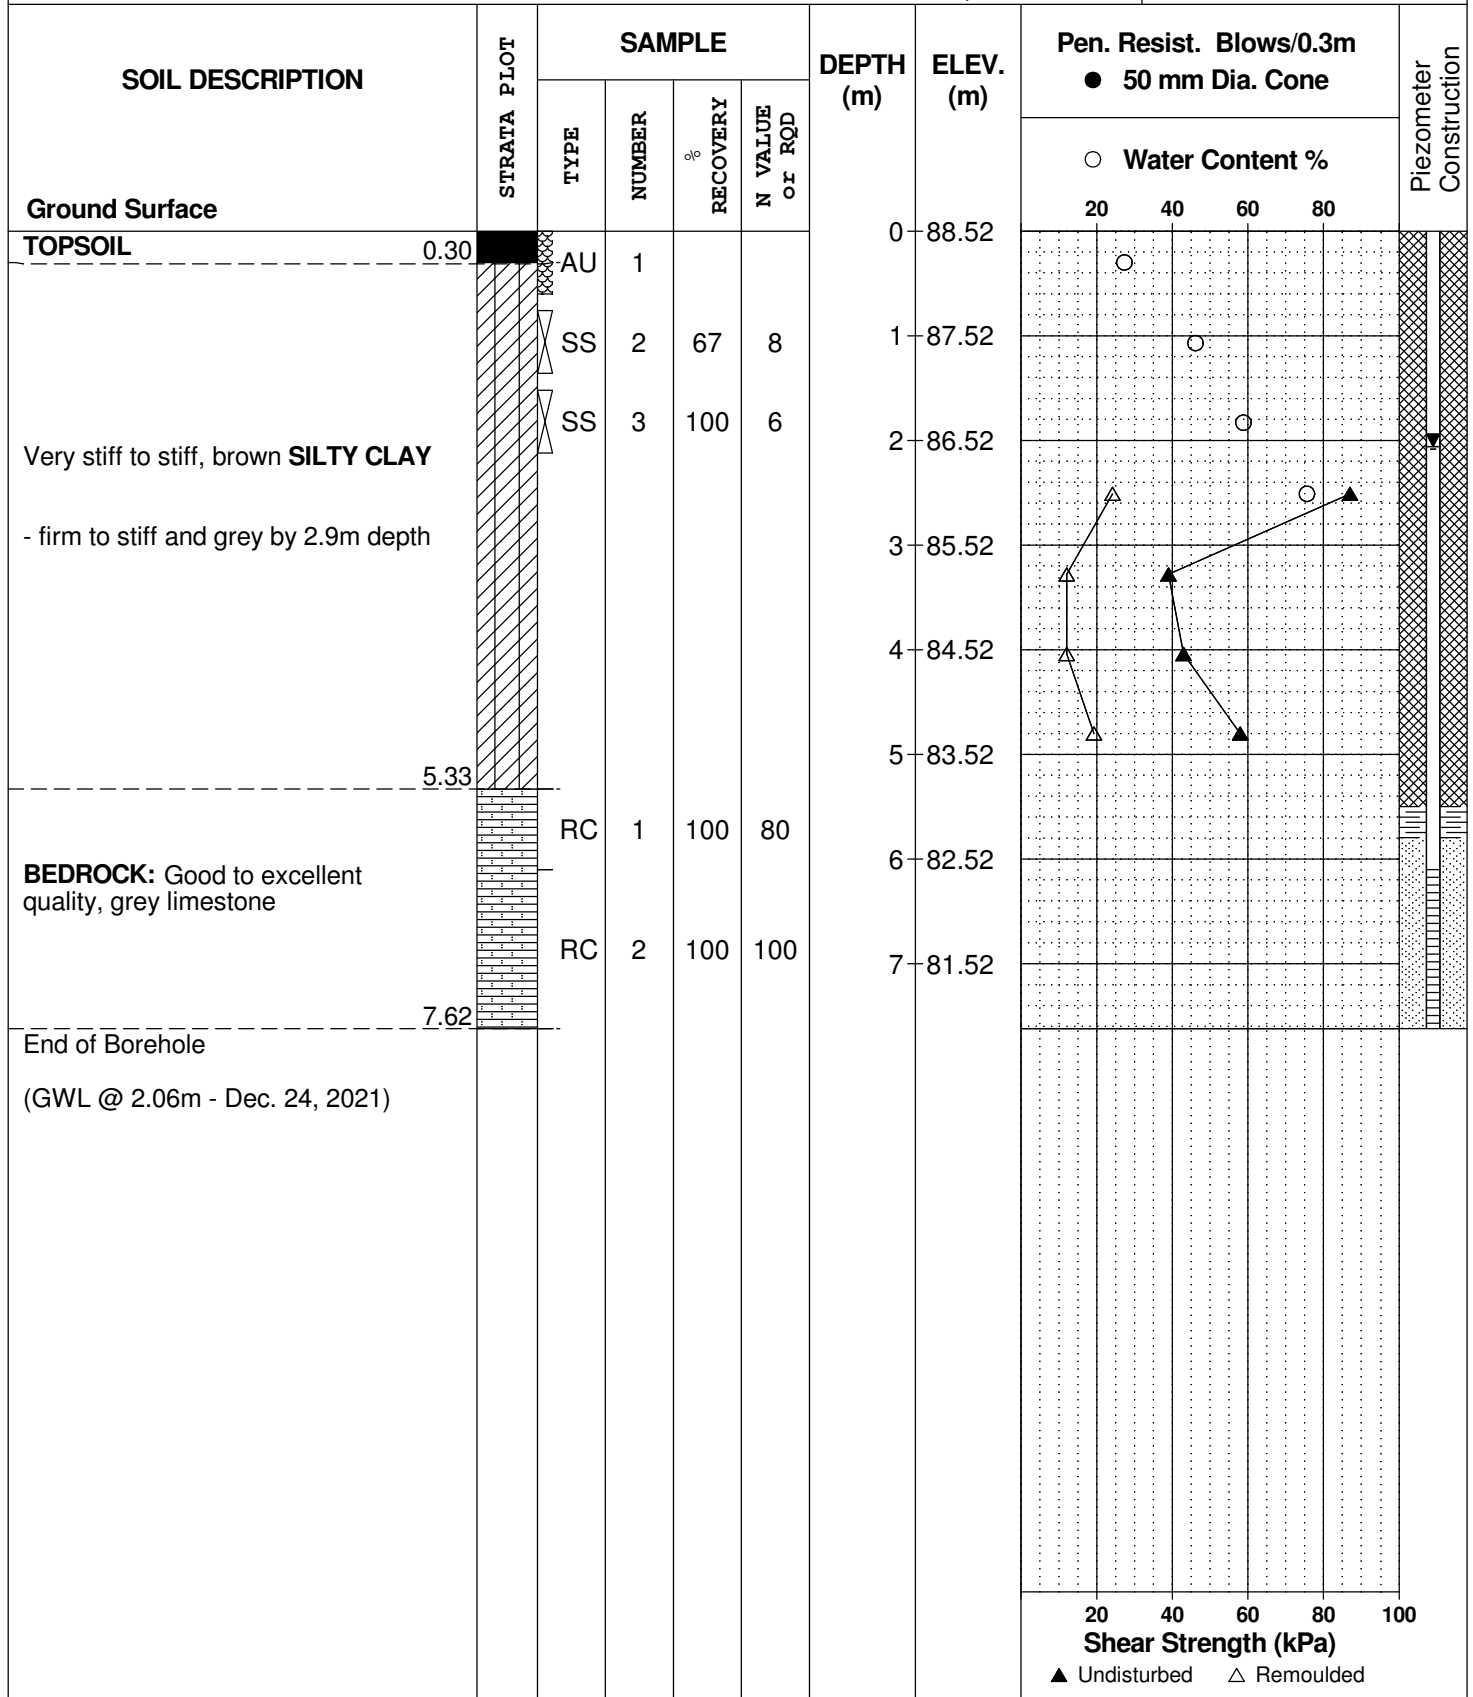 SOIL DESCRIPTION
STRATA PLOT
SAMPLE
TYPE
NUMBER
%
RECOVERY
N VALUE
or RQD
DEPTH
(m)
ELEV.
(m)
Pen. Resist. Blows/0.3m
● 50 mm Dia. Cone
○ Water Content %
20 40 60 80
Piezometer
Construction
Ground Surface
0 88.52
TOPSOIL 0.30
AU 1
1 87.52
SS 2 67 8
SS 3 100 6
2 86.52
Very stiff to stiff, brown SILTY CLAY
- firm to stiff and grey by 2.9m depth
3 85.52
4 84.52
5 83.52
5.33
RC 1 100 80
6 82.52
BEDROCK: Good to excellent
quality, grey limestone
RC 2 100 100
7 81.52
7.62
End of Borehole
(GWL @ 2.06m - Dec. 24, 2021)
20 40 60 80 100
Shear Strength (kPa)
▲ Undisturbed △ Remoulded